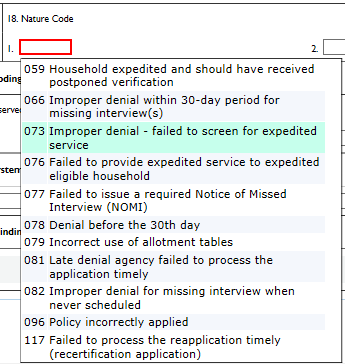 18. Nature Code
1.
2.
059 Household expedited and should have received
postponed verification
066 Improper denial within 30-day period for
missing interview(s)
073 Improper denial - failed to screen for expedited
service
076 Failed to provide expedited service to expedited
eligible household
077 Failed to issue a required Notice of Missed
Interview (NOMI)
078 Denial before the 30th day
079 Incorrect use of allotment tables
081 Late denial agency failed to process the
application timely
082 Improper denial for missing interview when
never scheduled
096 Policy incorrectly applied
117 Failed to process the reapplication timely
(recertification application)